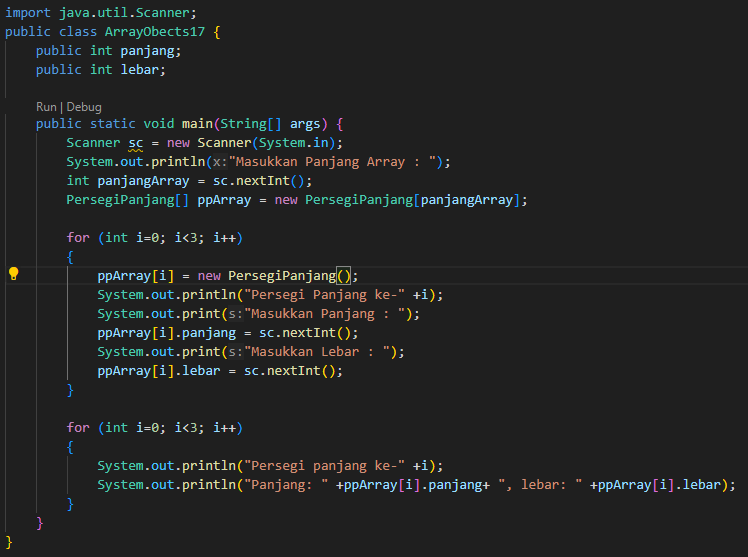 import java.util.Scanner;
public class ArrayObects17 {
    public int panjang;
    public int lebar;
    Run | Debug
    public static void main(String[] args) {
        Scanner sc = new Scanner(System.in);
        System.out.println(x:"Masukkan Panjang Array : ");
        int panjangArray = sc.nextInt();
        PersegiPanjang[] ppArray = new PersegiPanjang[panjangArray];
        for (int i=0; i<3; i++)
        {
            ppArray[i] = new PersegiPanjang();
            System.out.println("Persegi Panjang ke-" +i);
            System.out.print(s:"Masukkan Panjang : ");
            ppArray[i].panjang = sc.nextInt();
            System.out.print(s:"Masukkan Lebar : ");
            ppArray[i].lebar = sc.nextInt();
        }
        for (int i=0; i<3; i++)
        {
            System.out.println("Persegi panjang ke-" +i);
            System.out.println("Panjang: " +ppArray[i].panjang+ ", lebar: " +ppArray[i].lebar);
        }
    }
}